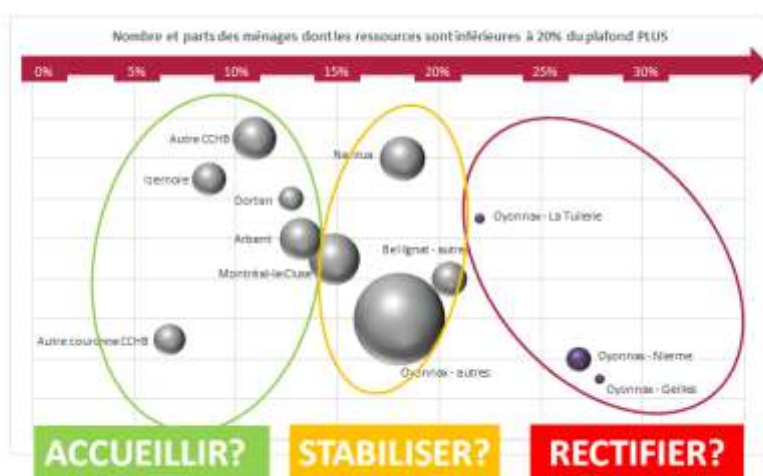 Nombre et parts des ménages dont les ressources sont inférieures à 20% du plafond PLUS
0% 5% 10% 15% 20% 25% 30%
Autre CCHB
Nantua
Izernore
Dortan
Oyonnax - La Tuilerie
Arbent
Bellignat - autres
Montréal-la-Cluse
Autre couronne CCHB
Oyonnax - Nierme
Oyonnax - autres
Oyonnax - Geilles
ACCUEILLIR? STABILISER? RECTIFIER?